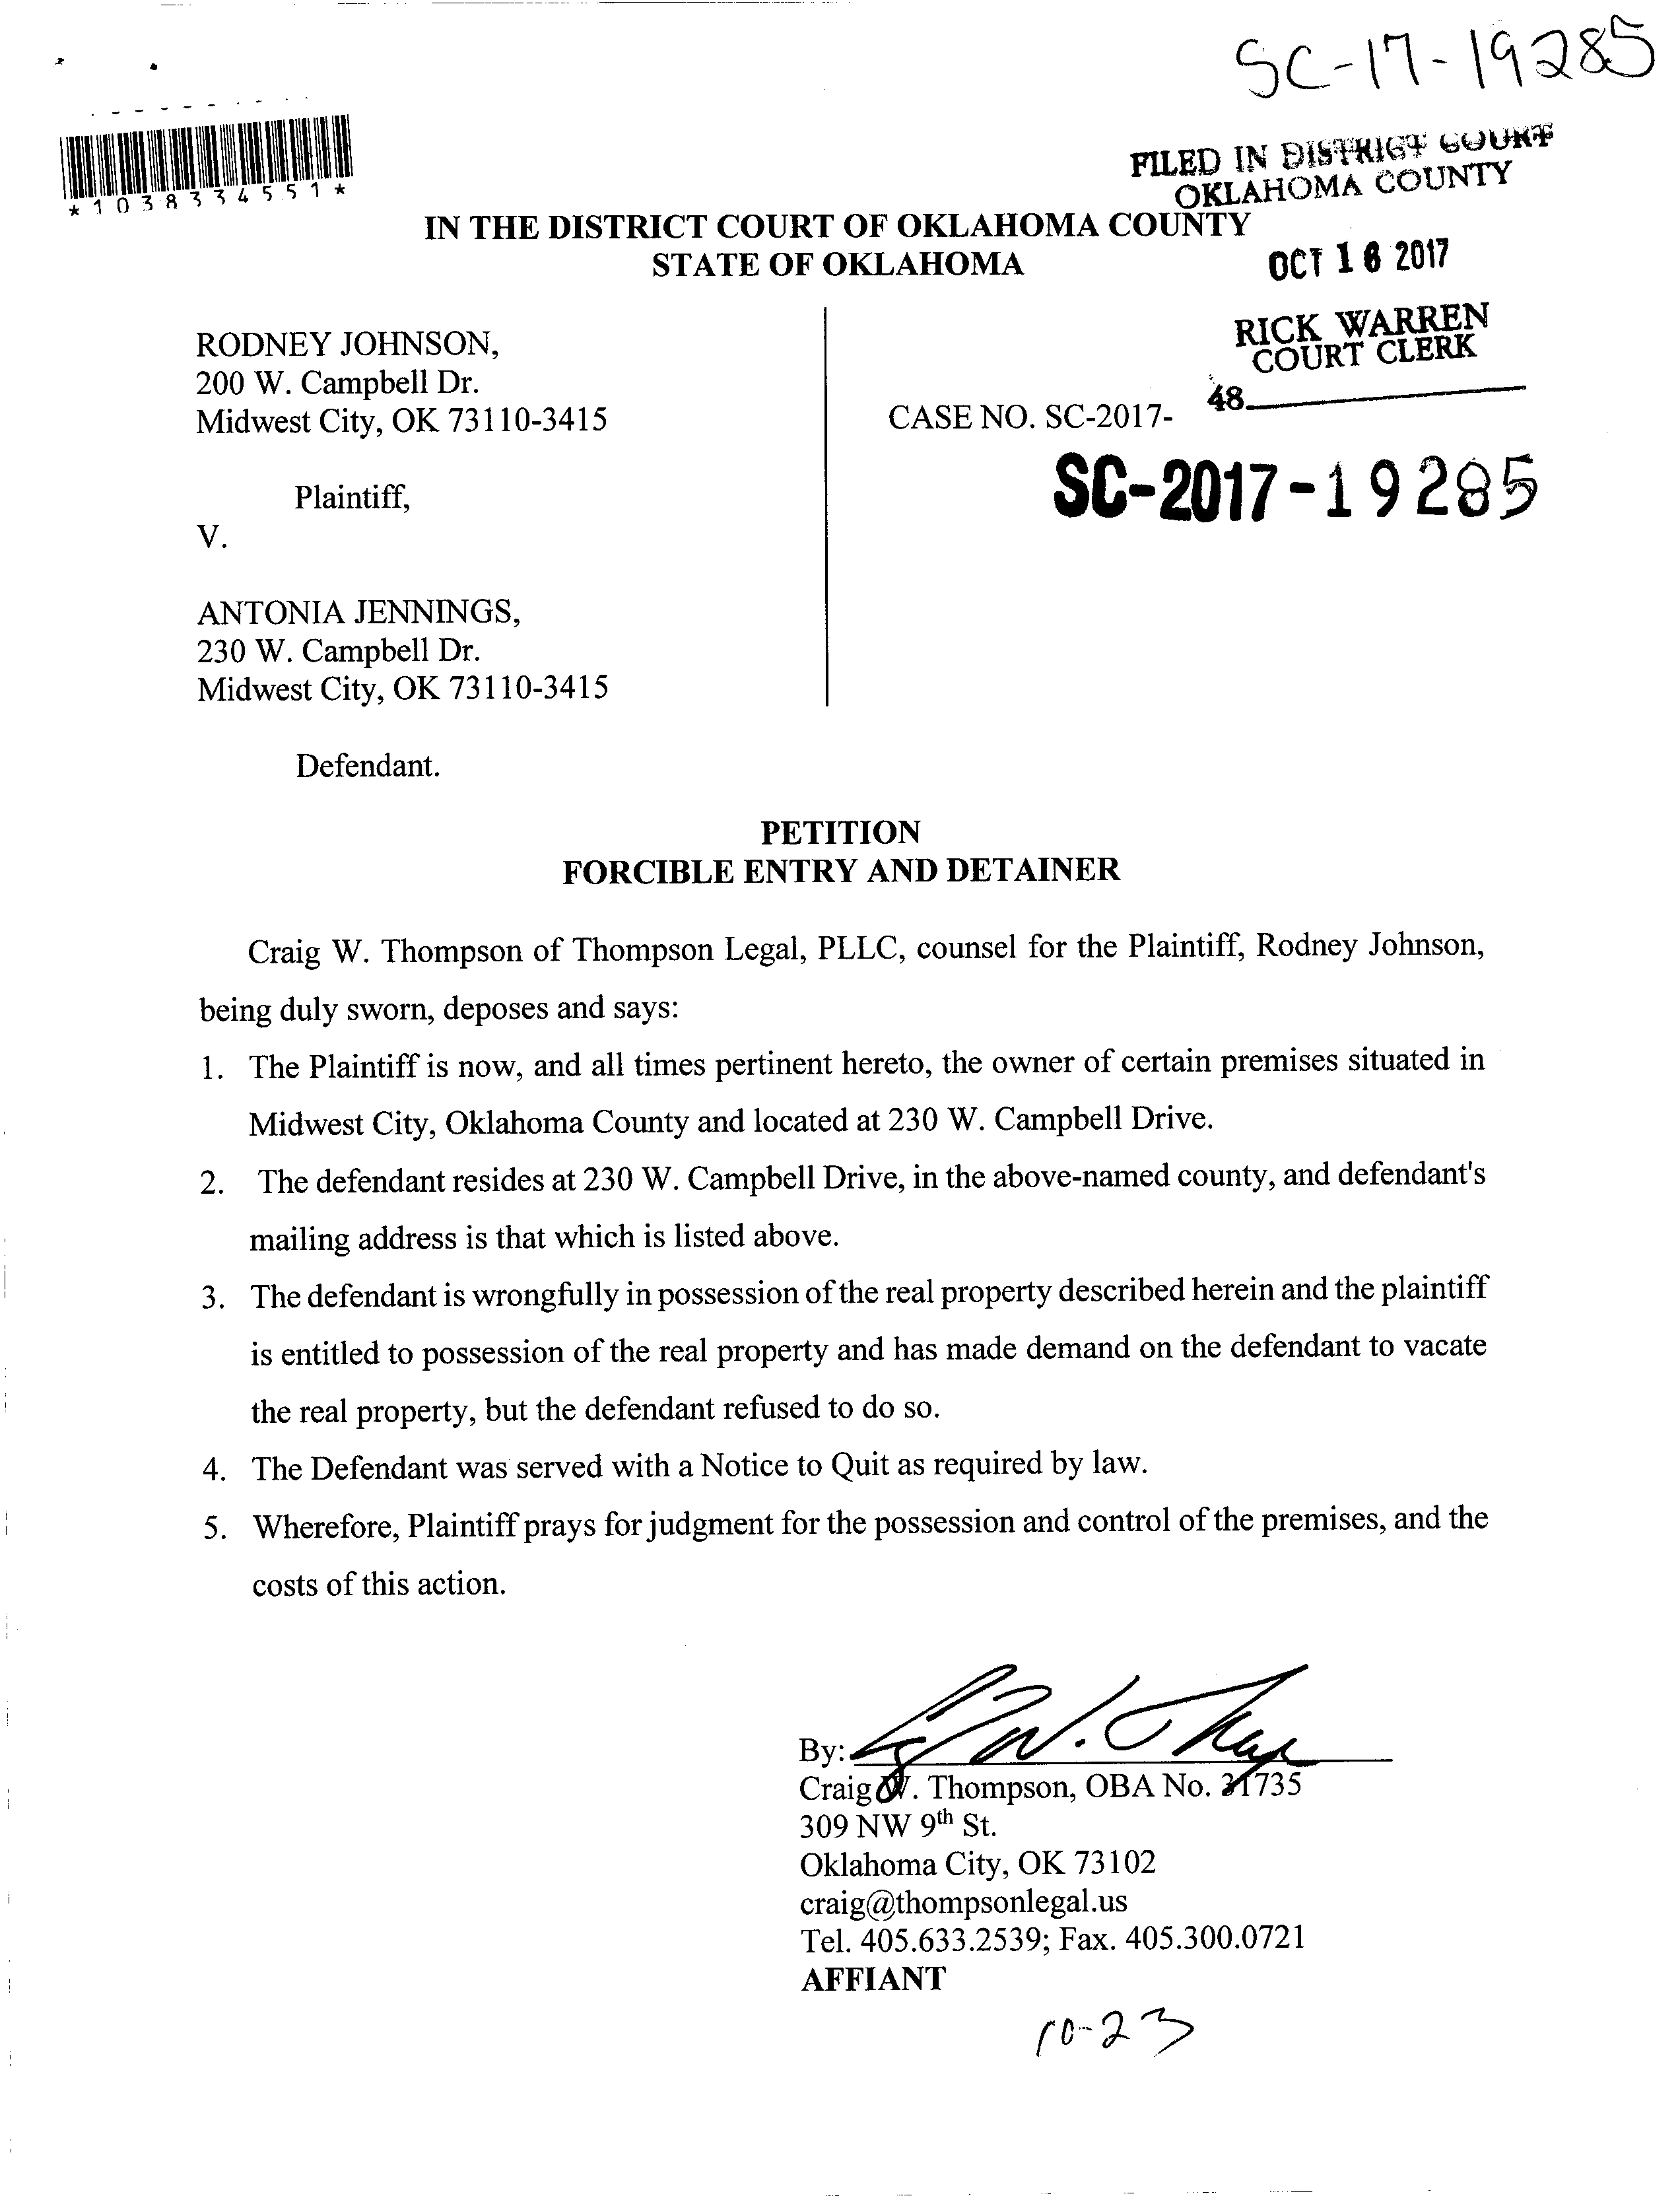 SC-17-19285
*1038334551*
FILED IN DISTRICT COURT
OKLAHOMA COUNTY
IN THE DISTRICT COURT OF OKLAHOMA COUNTY
STATE OF OKLAHOMA
OCT 16 2017
RICK WARREN
COURT CLERK
48
RODNEY JOHNSON,
200 W. Campbell Dr.
Midwest City, OK 73110-3415
CASE NO. SC-2017-
SC-2017-19285
Plaintiff,
V.
ANTONIA JENNINGS,
230 W. Campbell Dr.
Midwest City, OK 73110-3415
Defendant.
PETITION
FORCIBLE ENTRY AND DETAINER
Craig W. Thompson of Thompson Legal, PLLC, counsel for the Plaintiff, Rodney Johnson,
being duly sworn, deposes and says:
1. The Plaintiff is now, and all times pertinent hereto, the owner of certain premises situated in
Midwest City, Oklahoma County and located at 230 W. Campbell Drive.
2. The defendant resides at 230 W. Campbell Drive, in the above-named county, and defendant's
mailing address is that which is listed above.
3. The defendant is wrongfully in possession of the real property described herein and the plaintiff
is entitled to possession of the real property and has made demand on the defendant to vacate
the real property, but the defendant refused to do so.
4. The Defendant was served with a Notice to Quit as required by law.
5. Wherefore, Plaintiff prays for judgment for the possession and control of the premises, and the
costs of this action.
By:
Craig W. Thompson, OBA No. 31735
309 NW 9th St.
Oklahoma City, OK 73102
craig@thompsonlegal.us
Tel. 405.633.2539; Fax. 405.300.0721
AFFIANT
10-23